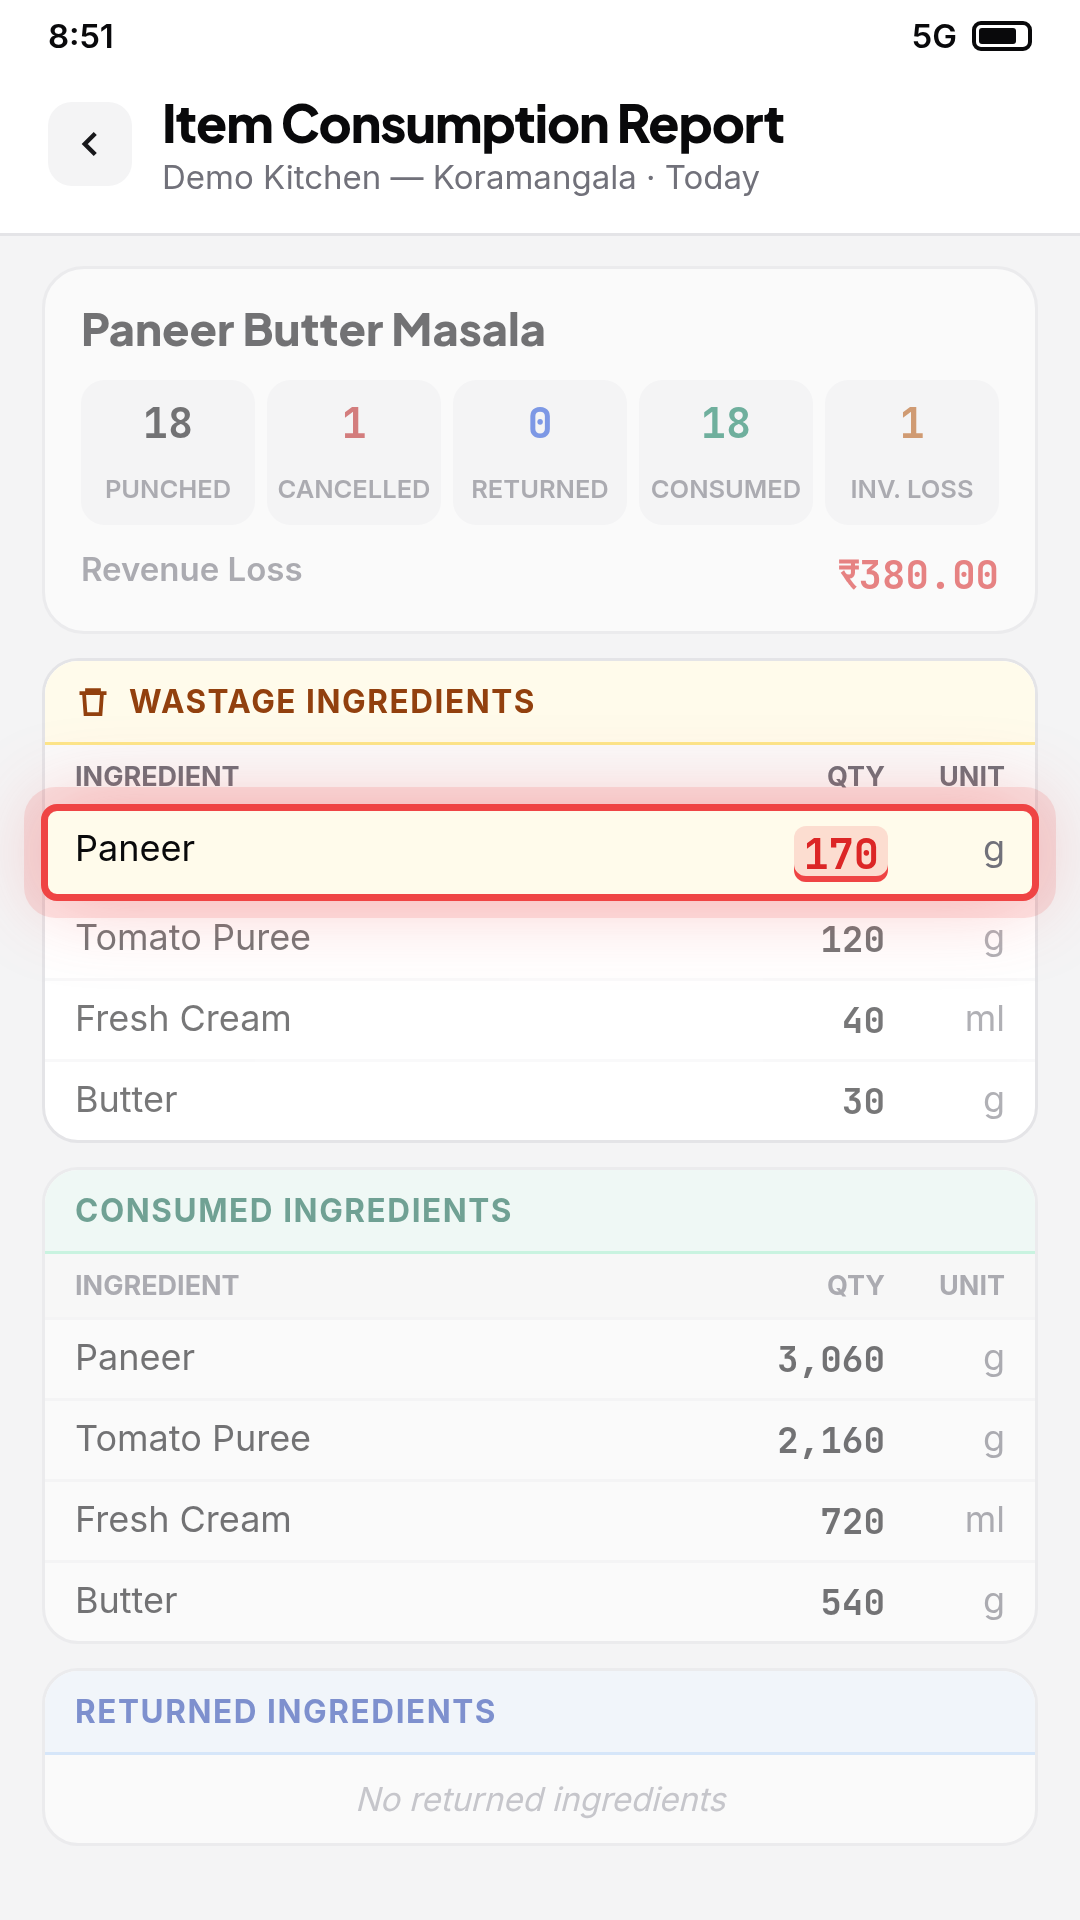 8:51 5G
Item Consumption Report
Demo Kitchen — Koramangala · Today
Paneer Butter Masala
18 1 0 18 1
PUNCHED CANCELLED RETURNED CONSUMED INV. LOSS
Revenue Loss ₹380.00
WASTAGE INGREDIENTS
INGREDIENT QTY UNIT
Paneer 170 g
Tomato Puree 120 g
Fresh Cream 40 ml
Butter 30 g
CONSUMED INGREDIENTS
INGREDIENT QTY UNIT
Paneer 3,060 g
Tomato Puree 2,160 g
Fresh Cream 720 ml
Butter 540 g
RETURNED INGREDIENTS
No returned ingredients